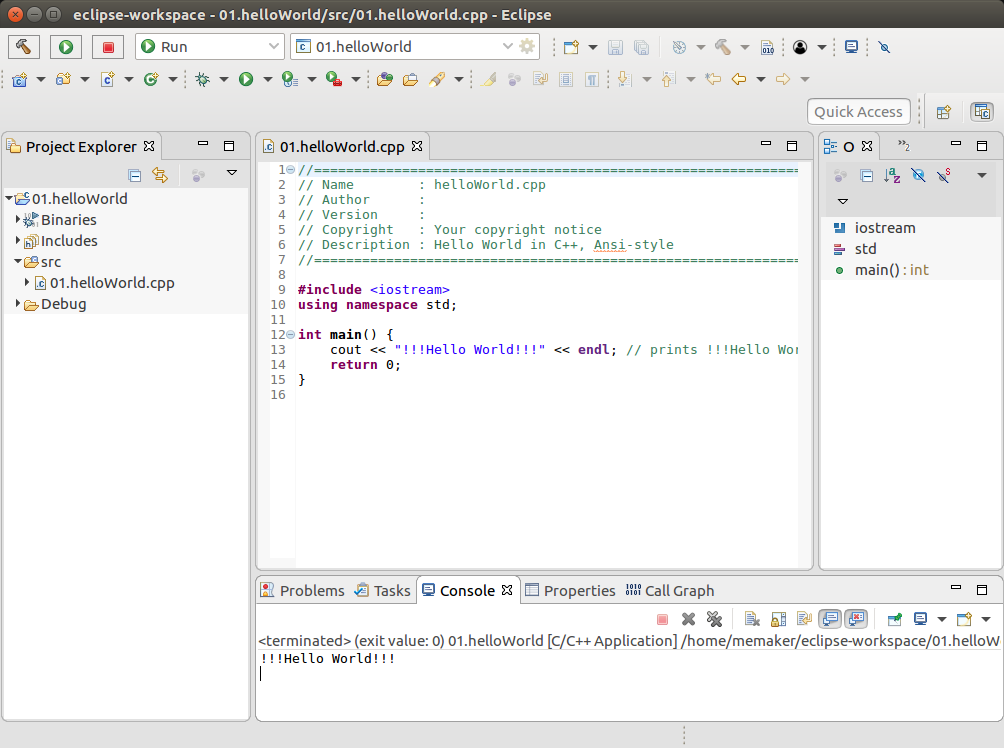 eclipse-workspace - 01.helloWorld/src/01.helloWorld.cpp - Eclipse
Run
01.helloWorld
Quick Access
Project Explorer
01.helloWorld
Binaries
Includes
src
01.helloWorld.cpp
Debug
01.helloWorld.cpp
1 //=============================================================
2 // Name        : helloWorld.cpp
3 // Author      :
4 // Version     :
5 // Copyright   : Your copyright notice
6 // Description : Hello World in C++, Ansi-style
7 //=============================================================
8
9 #include <iostream>
10 using namespace std;
11
12 int main() {
13     cout << "!!!Hello World!!!" << endl; // prints !!!Hello Wor
14     return 0;
15 }
16
O
»2
iostream
std
main() : int
Problems
Tasks
Console
Properties
Call Graph
<terminated> (exit value: 0) 01.helloWorld [C/C++ Application] /home/memaker/eclipse-workspace/01.helloW
!!!Hello World!!!